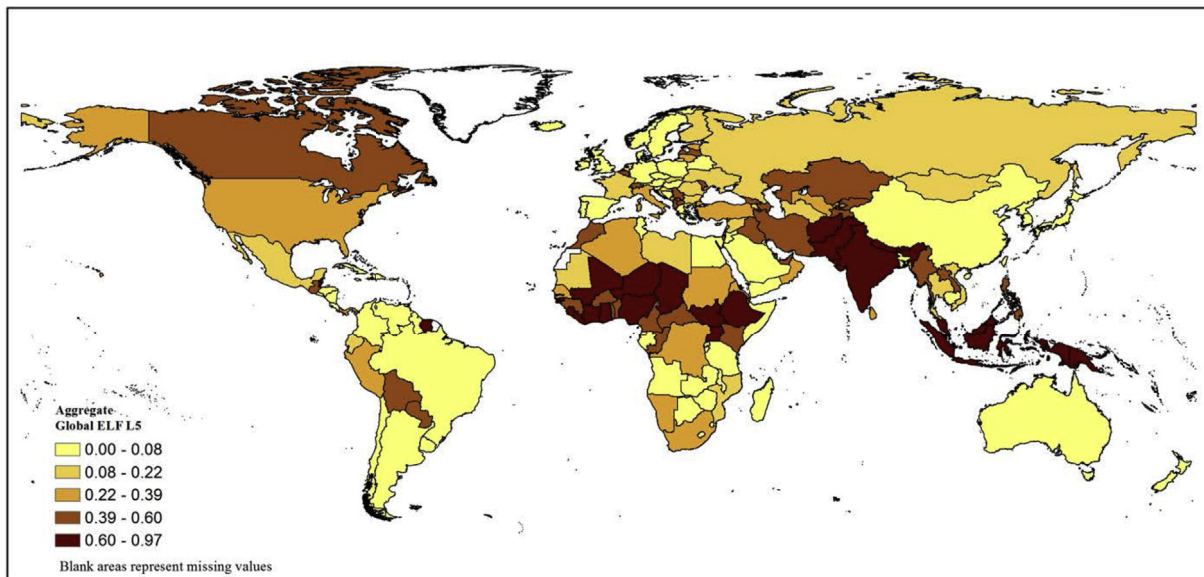 Aggregate
Global ELF L5
0.00 - 0.08
0.08 - 0.22
0.22 - 0.39
0.39 - 0.60
0.60 - 0.97
Blank areas represent missing values